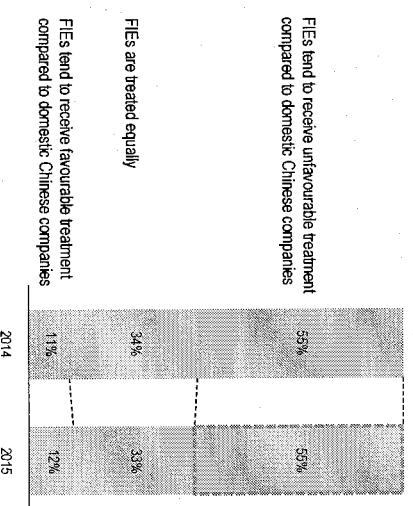 FIEs tend to receive unfavourable treatment
compared to domestic Chinese companies
55%
55%
FIEs are treated equally
34%
33%
FIEs tend to receive favourable treatment
compared to domestic Chinese companies
11%
12%
2014
2015